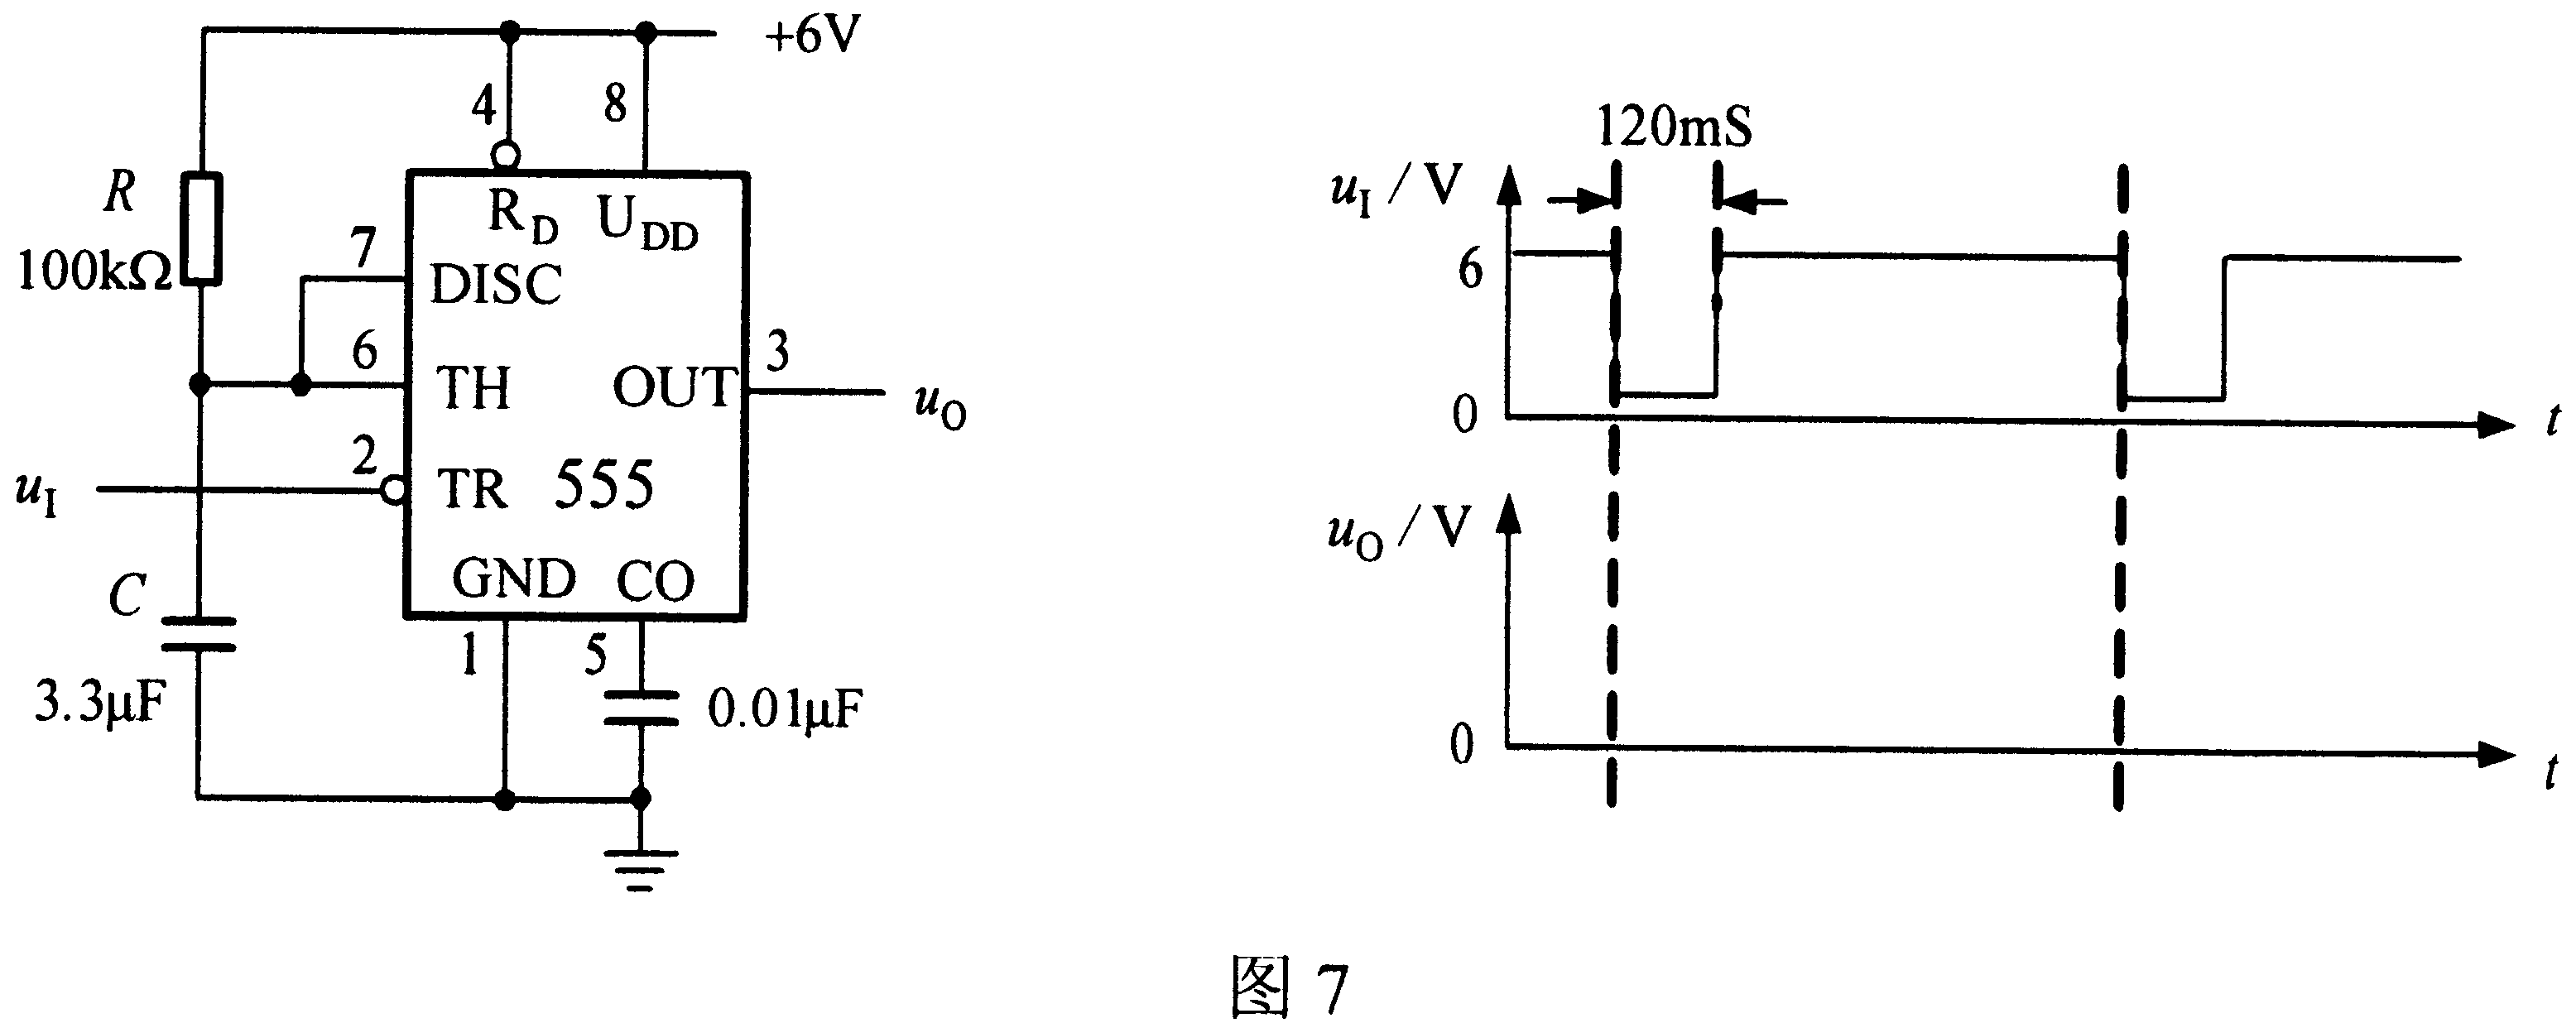 +6V
4
8
R
100kΩ
R_D
U_DD
7
DISC
6
TH
OUT
3
u_O
2
u_I
TR
555
GND
CO
C
3.3μF
1
5
0.01μF
120mS
u_I / V
6
0
t
u_O / V
0
t
图 7